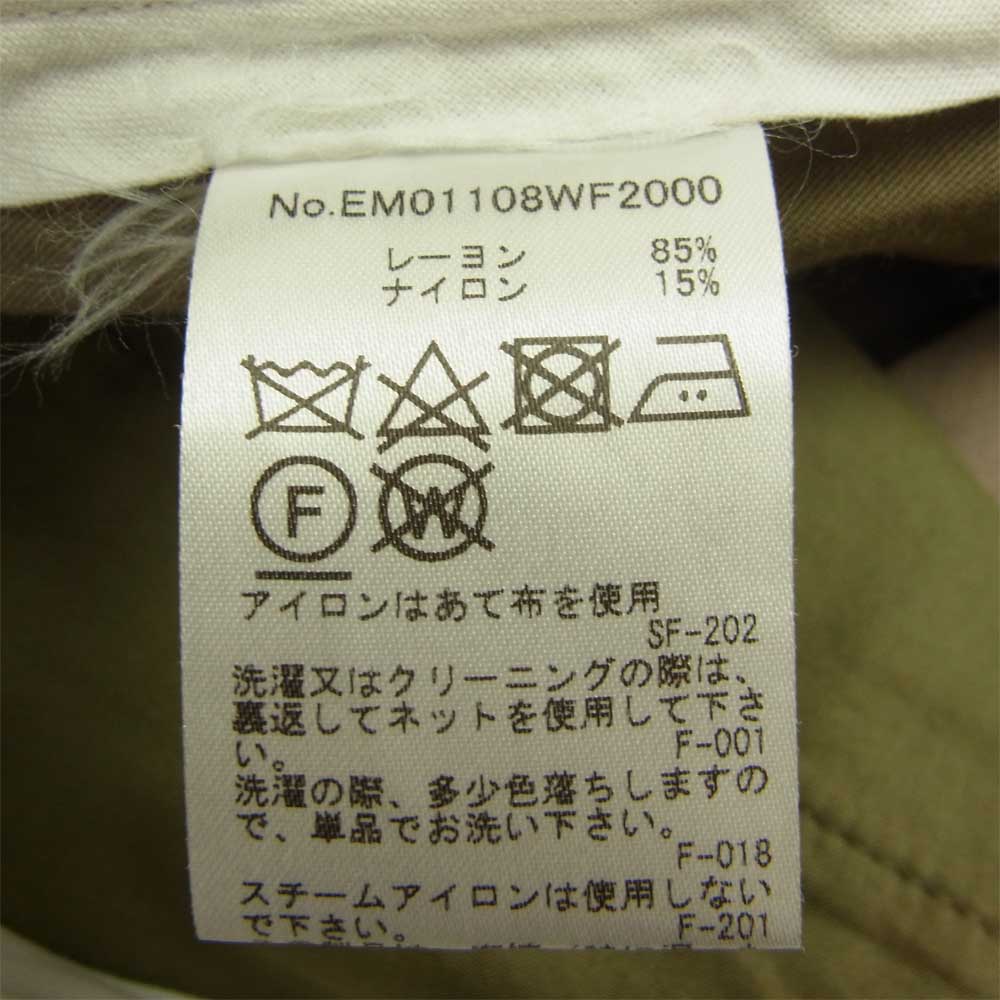 No.EM01108WF2000
レーヨン 85%
ナイロン 15%
F W
アイロンはあて布を使用
SF-202
洗濯又はクリーニングの際は、
裏返してネットを使用して下さ
い。 F-001
洗濯の際、多少色落ちしますの
で、単品でお洗い下さい。
F-018
スチームアイロンは使用しない
で下さい。 F-201